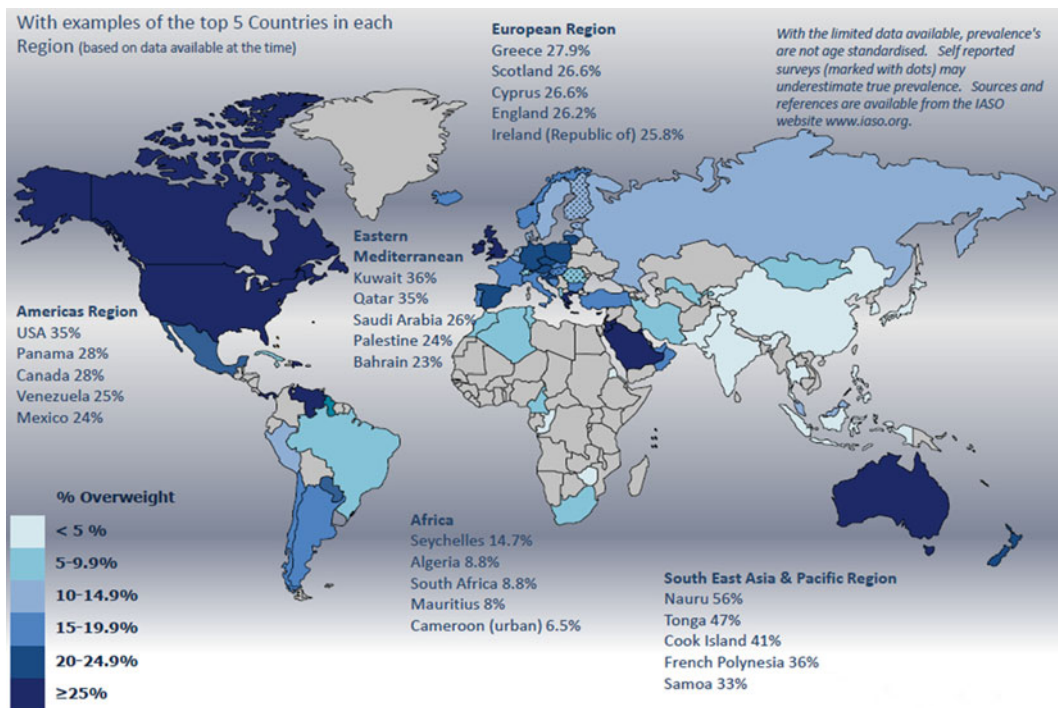 With examples of the top 5 Countries in each
Region (based on data available at the time)
European Region
Greece 27.9%
Scotland 26.6%
Cyprus 26.6%
England 26.2%
Ireland (Republic of) 25.8%
With the limited data available, prevalence's
are not age standardised. Self reported
surveys (marked with dots) may
underestimate true prevalence. Sources and
references are available from the IASO
website www.iaso.org.
Eastern
Mediterranean
Kuwait 36%
Qatar 35%
Saudi Arabia 26%
Palestine 24%
Bahrain 23%
Americas Region
USA 35%
Panama 28%
Canada 28%
Venezuela 25%
Mexico 24%
% Overweight
< 5 %
5-9.9%
10-14.9%
15-19.9%
20-24.9%
≥25%
Africa
Seychelles 14.7%
Algeria 8.8%
South Africa 8.8%
Mauritius 8%
Cameroon (urban) 6.5%
South East Asia & Pacific Region
Nauru 56%
Tonga 47%
Cook Island 41%
French Polynesia 36%
Samoa 33%